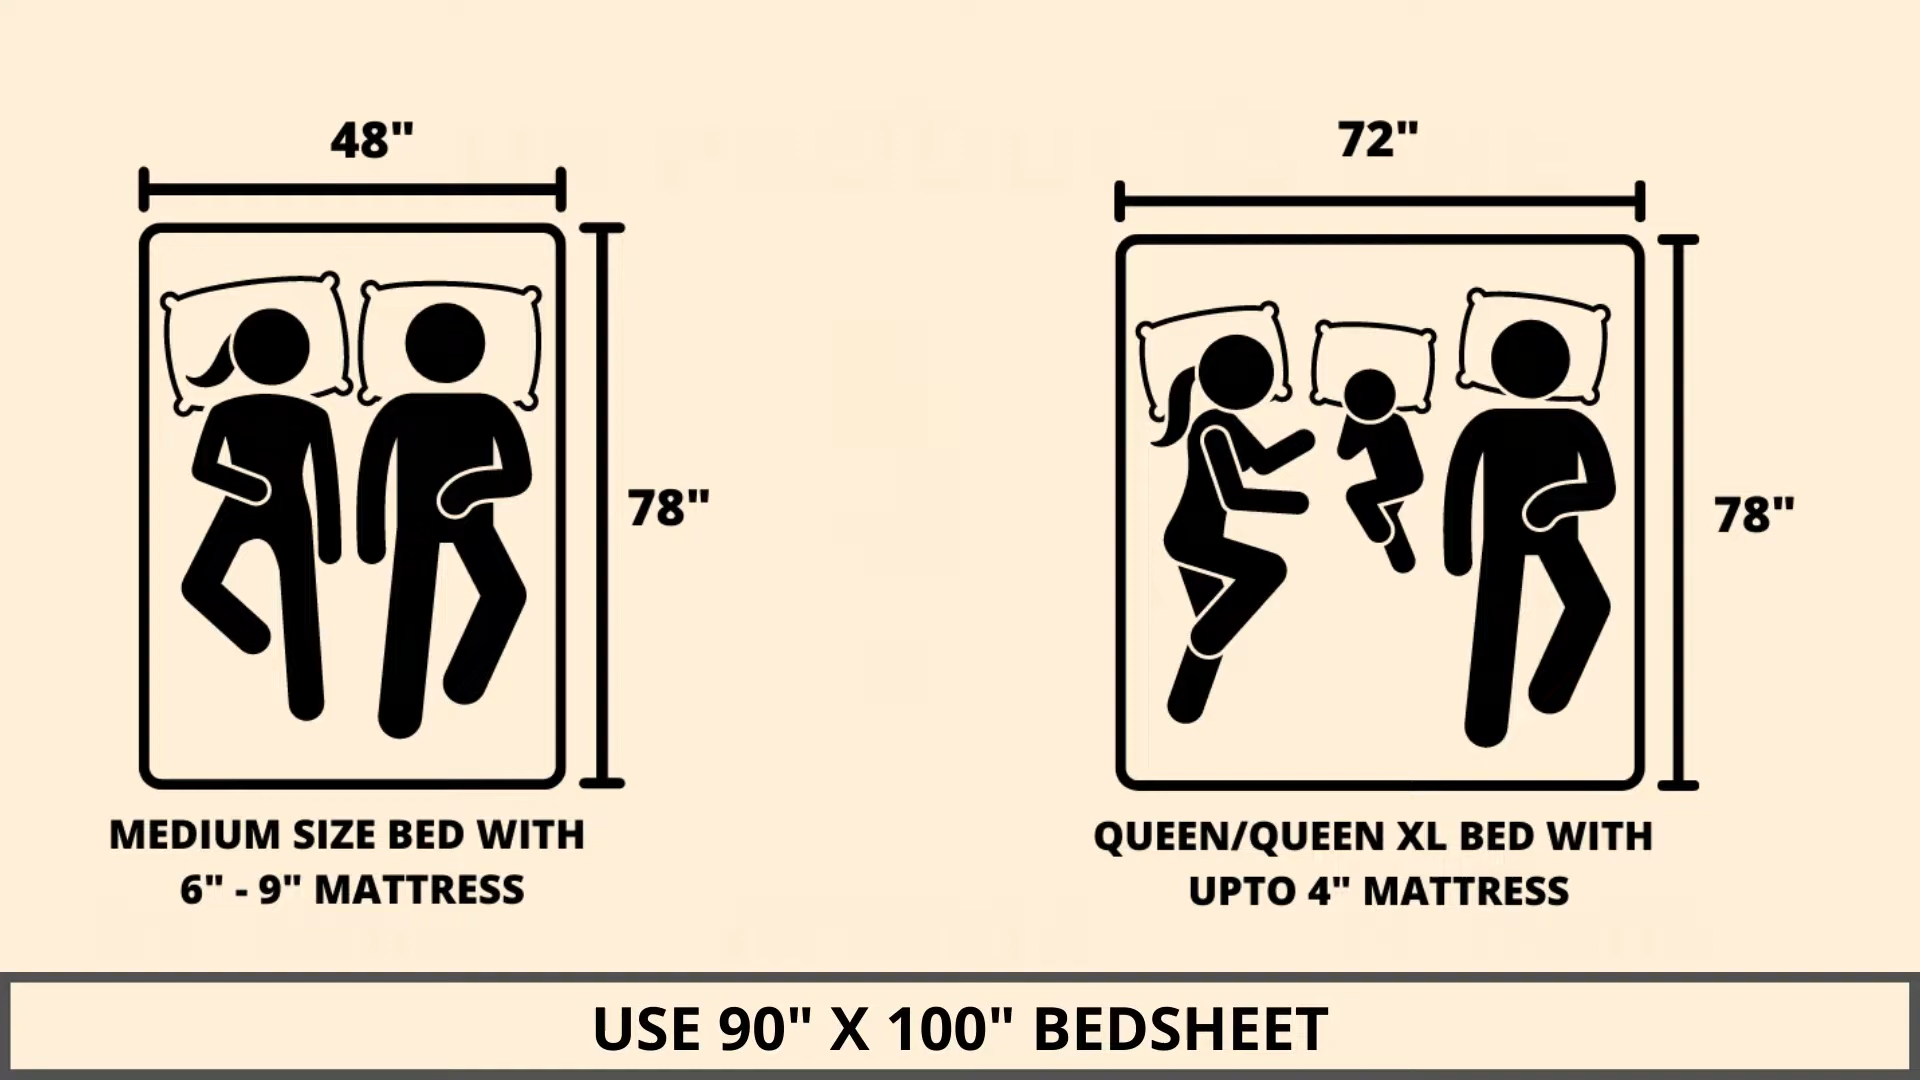 48"
78"
MEDIUM SIZE BED WITH
6" - 9" MATTRESS
72"
78"
QUEEN/QUEEN XL BED WITH
UPTO 4" MATTRESS
USE 90" X 100" BEDSHEET